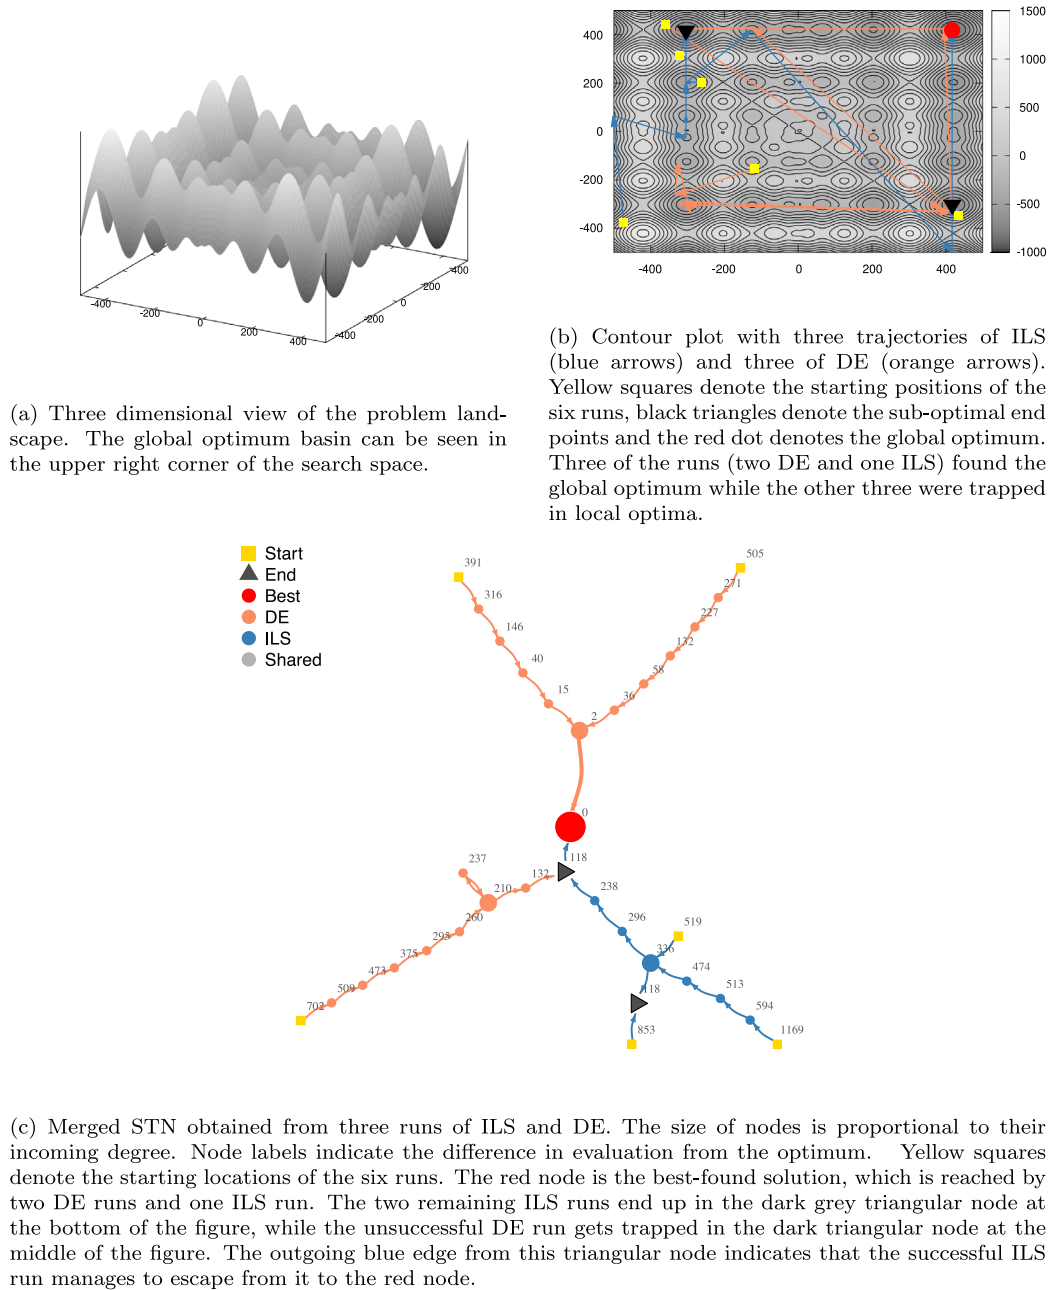 -400
-200
0
200
400
-400
-200
0
200
400
400
200
0
-200
-400
-400
-200
0
200
400
1500
1000
500
0
-500
-1000
(a) Three dimensional view of the problem land-
scape. The global optimum basin can be seen in
the upper right corner of the search space.
(b) Contour plot with three trajectories of ILS
(blue arrows) and three of DE (orange arrows).
Yellow squares denote the starting positions of the
six runs, black triangles denote the sub-optimal end
points and the red dot denotes the global optimum.
Three of the runs (two DE and one ILS) found the
global optimum while the other three were trapped
in local optima.
Start
End
Best
DE
ILS
Shared
391
316
146
40
15
2
505
271
227
132
58
36
0
118
237
210
132
260
295
375
473
509
702
238
296
519
336
474
118
513
594
853
1169
(c) Merged STN obtained from three runs of ILS and DE. The size of nodes is proportional to their
incoming degree. Node labels indicate the difference in evaluation from the optimum. Yellow squares
denote the starting locations of the six runs. The red node is the best-found solution, which is reached by
two DE runs and one ILS run. The two remaining ILS runs end up in the dark grey triangular node at
the bottom of the figure, while the unsuccessful DE run gets trapped in the dark triangular node at the
middle of the figure. The outgoing blue edge from this triangular node indicates that the successful ILS
run manages to escape from it to the red node.